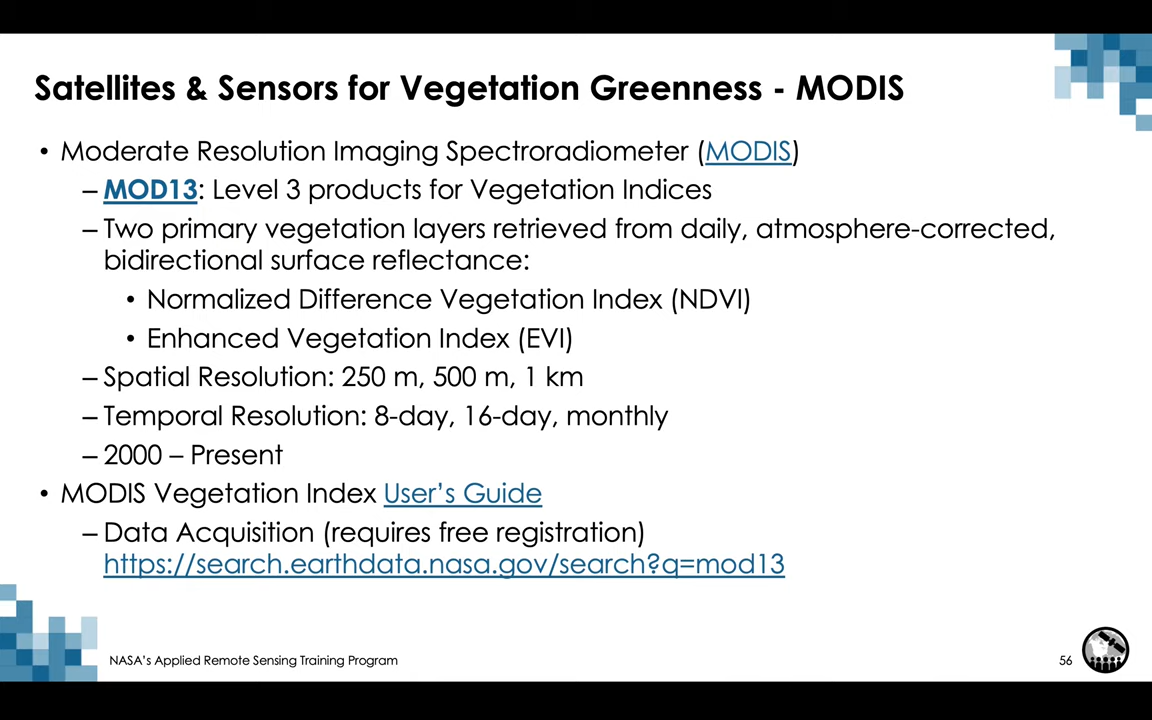 Satellites & Sensors for Vegetation Greenness - MODIS
• Moderate Resolution Imaging Spectroradiometer (MODIS)
– MOD13: Level 3 products for Vegetation Indices
– Two primary vegetation layers retrieved from daily, atmosphere-corrected,
bidirectional surface reflectance:
• Normalized Difference Vegetation Index (NDVI)
• Enhanced Vegetation Index (EVI)
– Spatial Resolution: 250 m, 500 m, 1 km
– Temporal Resolution: 8-day, 16-day, monthly
– 2000 – Present
• MODIS Vegetation Index User’s Guide
– Data Acquisition (requires free registration)
https://search.earthdata.nasa.gov/search?q=mod13
NASA’s Applied Remote Sensing Training Program
56